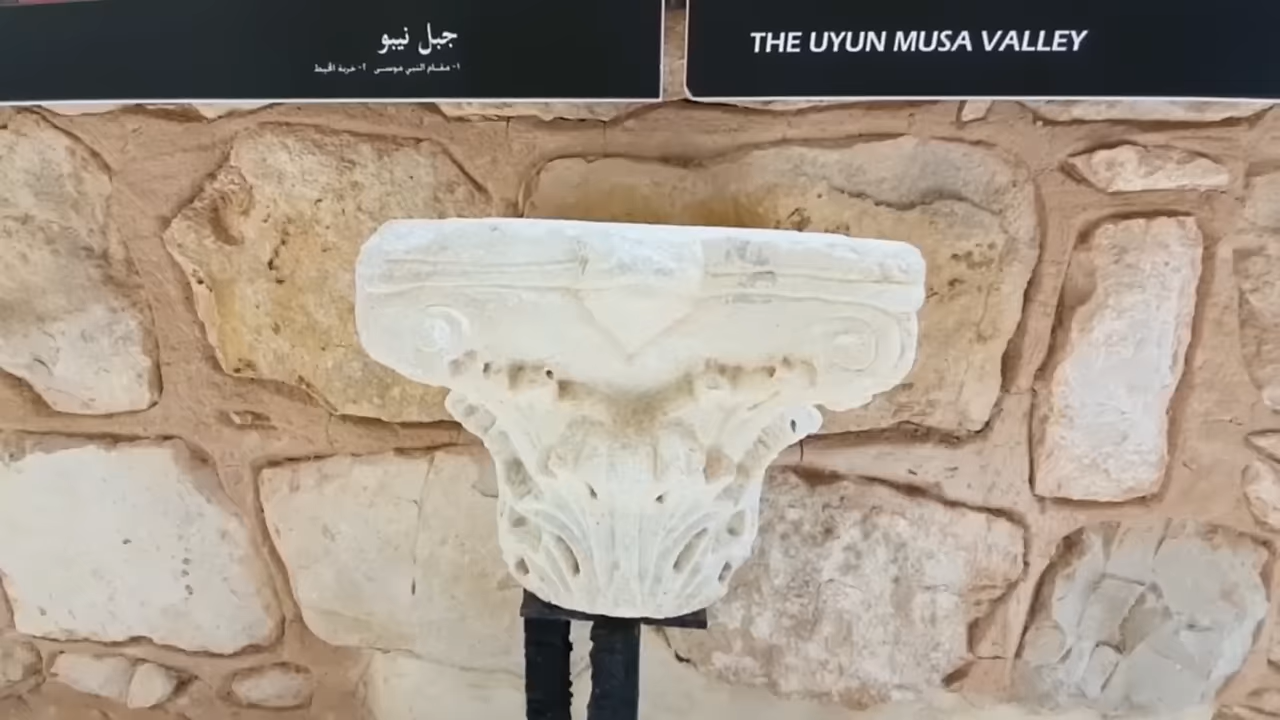 جبل نيبو
١- مقام النبي موسى ٢- خربة المخيط
THE UYUN MUSA VALLEY